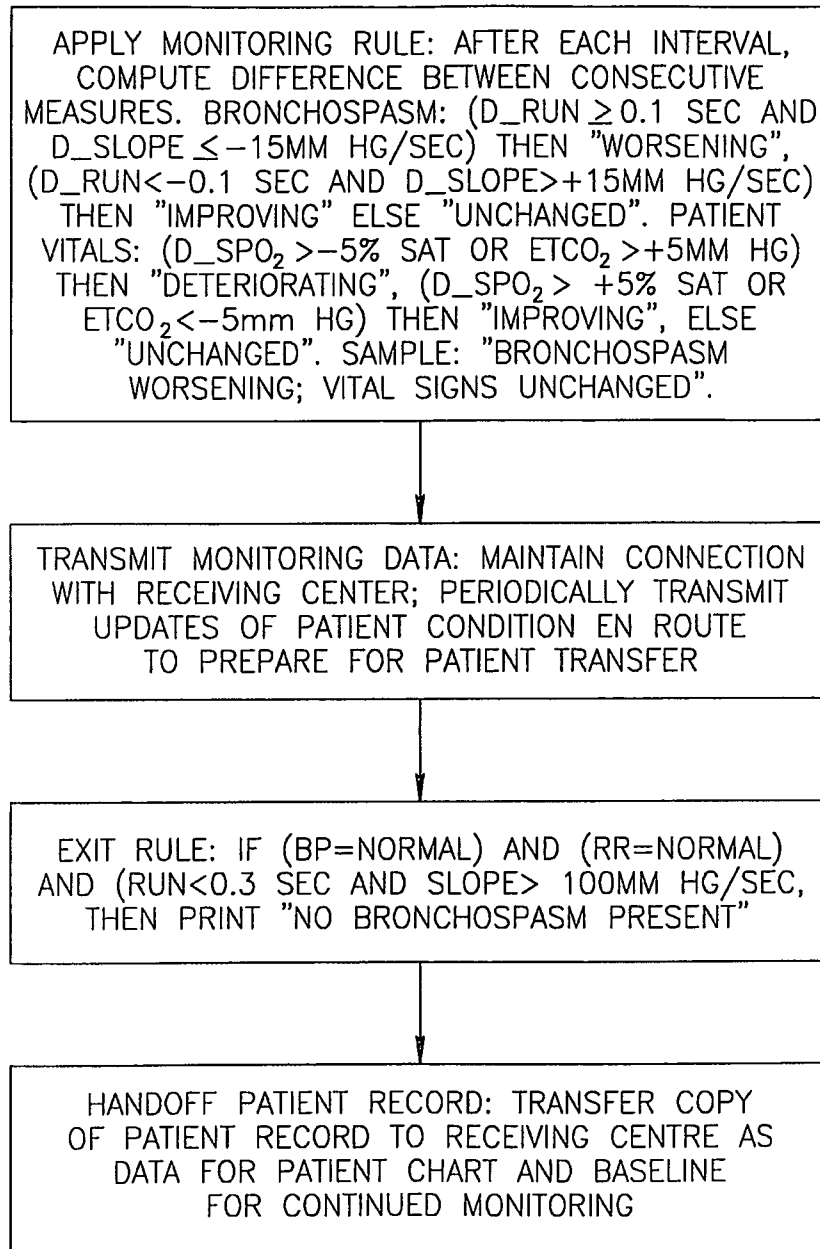 APPLY MONITORING RULE: AFTER EACH INTERVAL,
COMPUTE DIFFERENCE BETWEEN CONSECUTIVE
MEASURES. BRONCHOSPASM: (D_RUN ≥ 0.1 SEC AND
D_SLOPE ≤ -15MM HG/SEC) THEN "WORSENING",
(D_RUN<-0.1 SEC AND D_SLOPE>+15MM HG/SEC)
THEN "IMPROVING" ELSE "UNCHANGED". PATIENT
VITALS: (D_SPO₂ >-5% SAT OR ETCO₂ >+5MM HG)
THEN "DETERIORATING", (D_SPO₂ > +5% SAT OR
ETCO₂<-5mm HG) THEN "IMPROVING", ELSE
"UNCHANGED". SAMPLE: "BRONCHOSPASM
WORSENING; VITAL SIGNS UNCHANGED".
TRANSMIT MONITORING DATA: MAINTAIN CONNECTION
WITH RECEIVING CENTER; PERIODICALLY TRANSMIT
UPDATES OF PATIENT CONDITION EN ROUTE
TO PREPARE FOR PATIENT TRANSFER
EXIT RULE: IF (BP=NORMAL) AND (RR=NORMAL)
AND (RUN<0.3 SEC AND SLOPE> 100MM HG/SEC,
THEN PRINT "NO BRONCHOSPASM PRESENT"
HANDOFF PATIENT RECORD: TRANSFER COPY
OF PATIENT RECORD TO RECEIVING CENTRE AS
DATA FOR PATIENT CHART AND BASELINE
FOR CONTINUED MONITORING